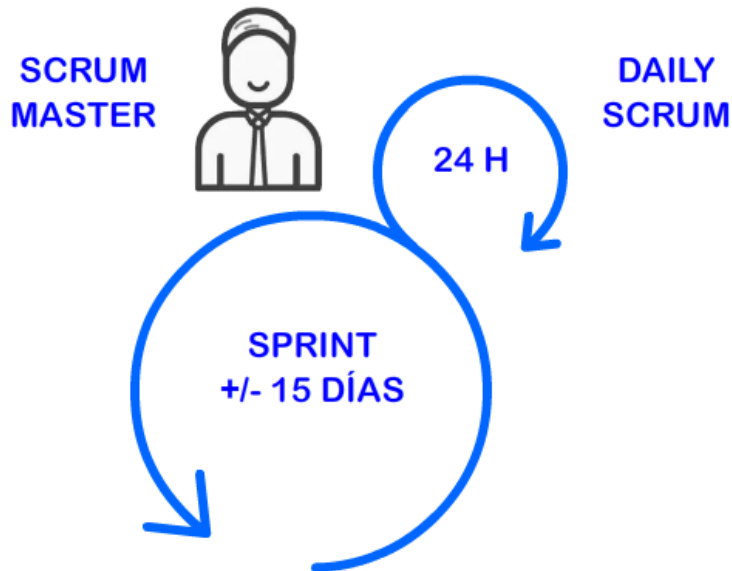 SCRUM
MASTER
DAILY
SCRUM
24 H
SPRINT
+/- 15 DÍAS